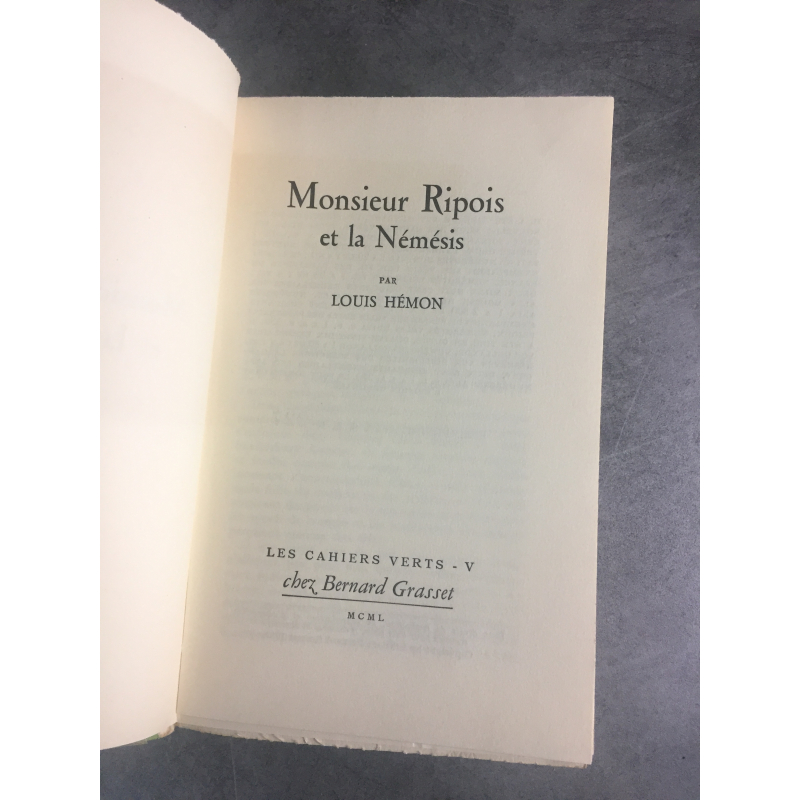 Monsieur Ripois
et la Némésis
PAR
LOUIS HÉMON
LES CAHIERS VERTS - V
chez Bernard Grasset
MCML